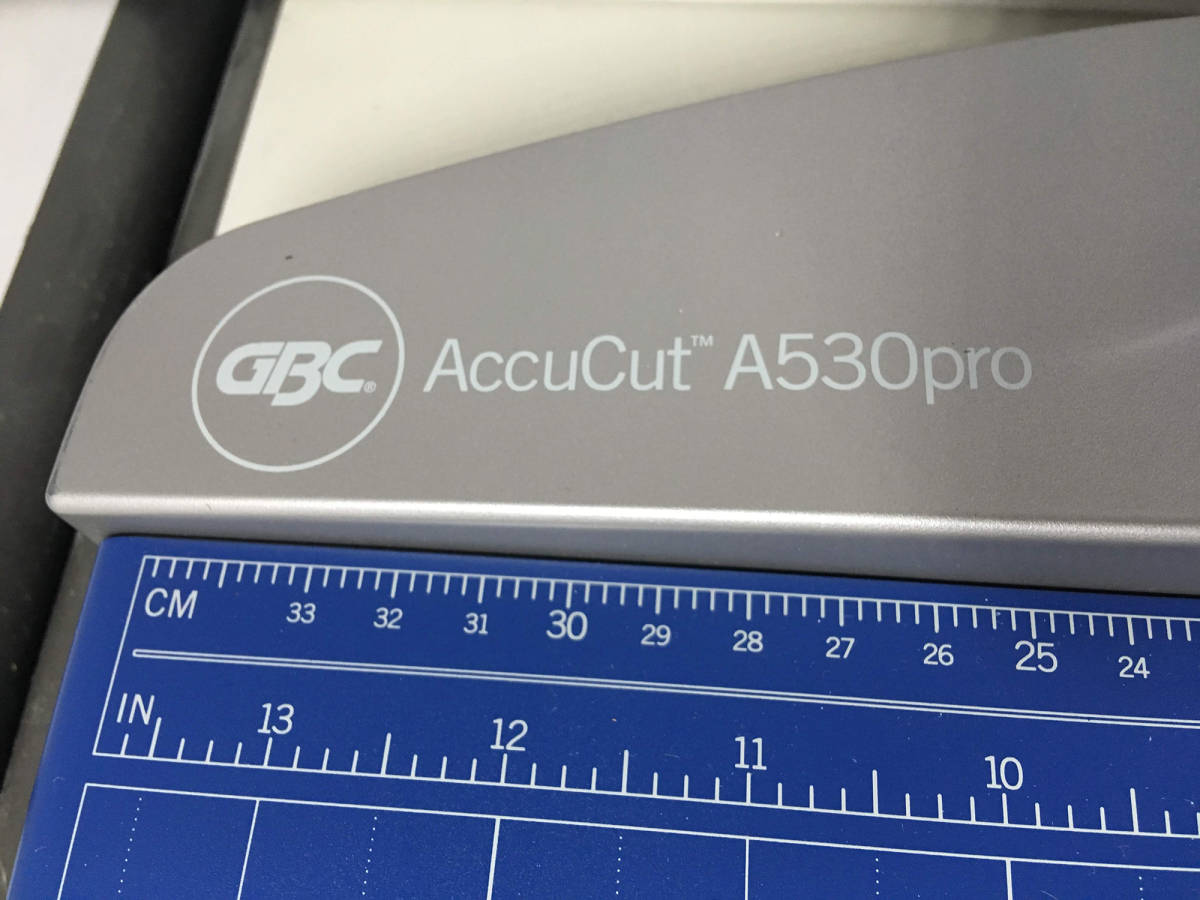 GBC® AccuCut™ A530pro
CM 33 32 31 30 29 28 27 26 25 24
IN 13 12 11 10